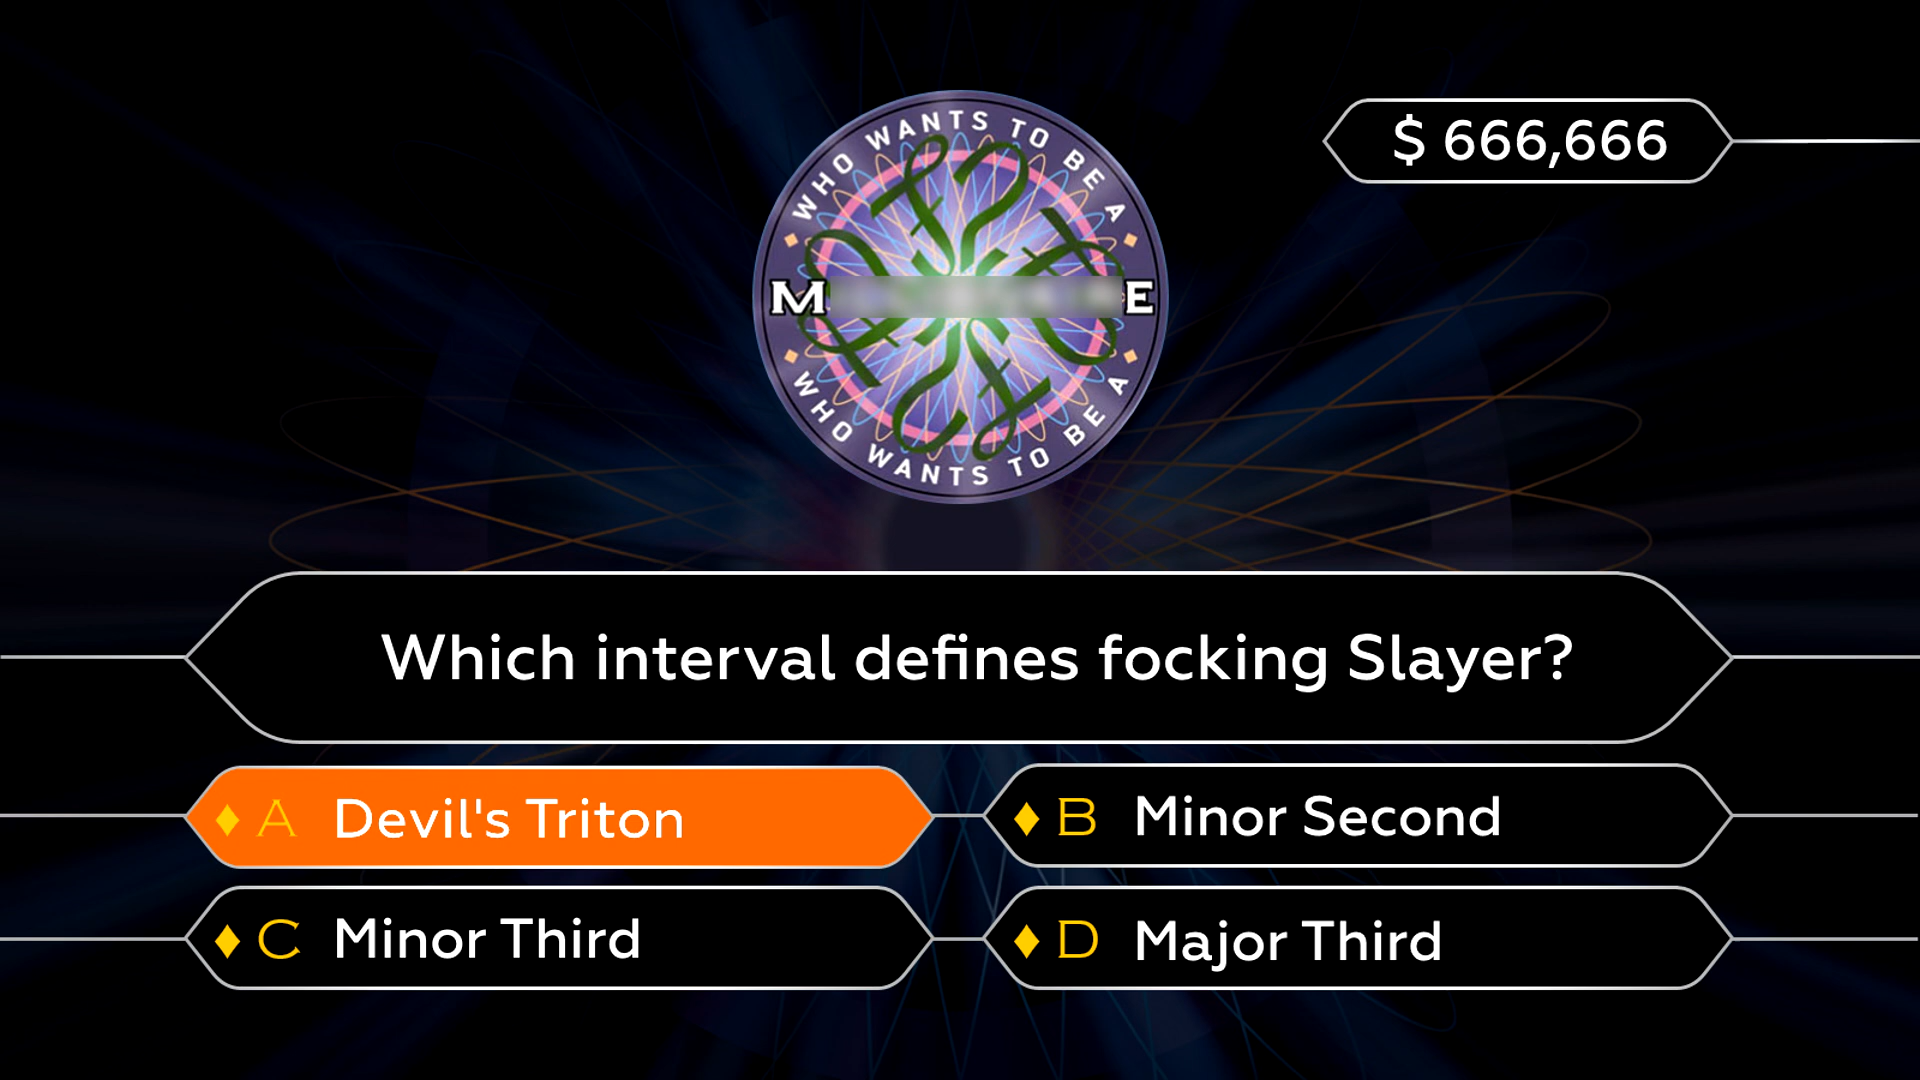 WHO WANTS TO BE A
$ 666,666
M E
WHO WANTS TO BE A
Which interval defines focking Slayer?
A Devil's Triton
B Minor Second
C Minor Third
D Major Third